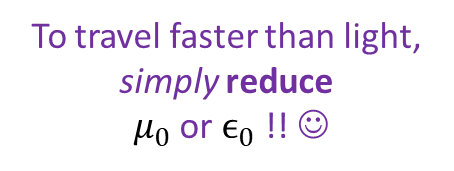 To travel faster than light,
simply reduce
μ₀ or ϵ₀ !! ☺